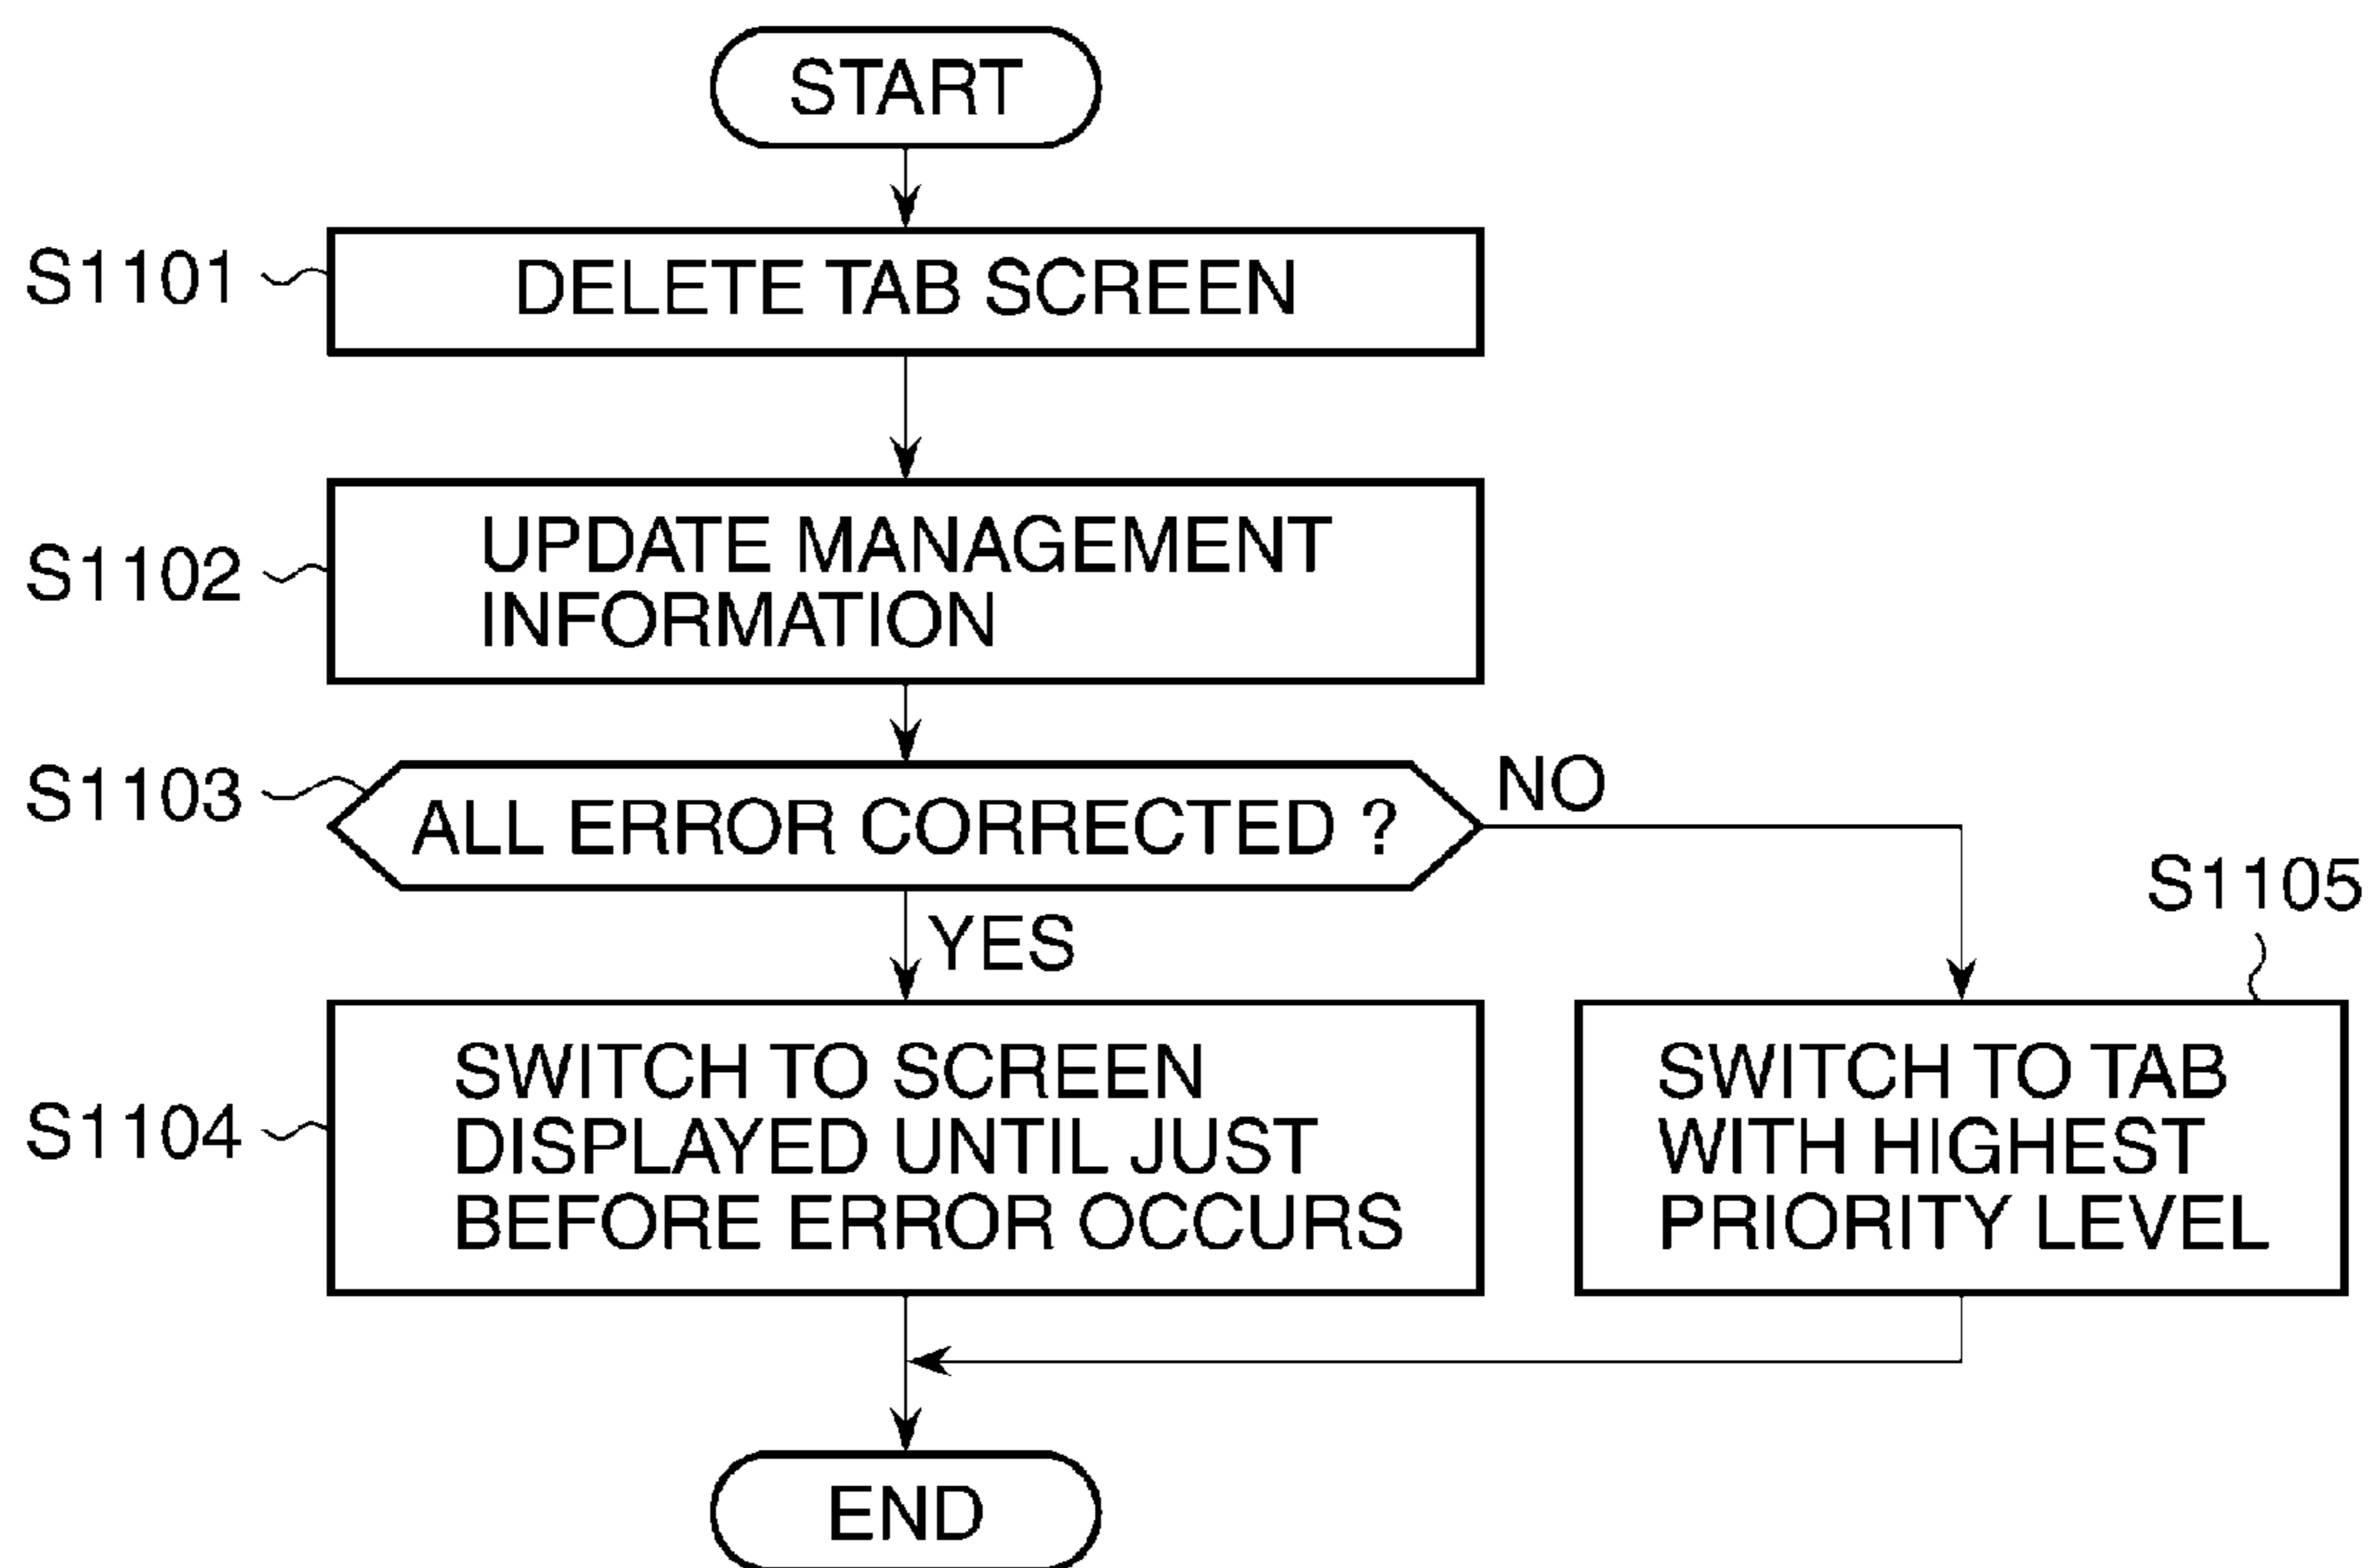 START
S1101
DELETE TAB SCREEN
S1102
UPDATE MANAGEMENT
INFORMATION
S1103
ALL ERROR CORRECTED ?
NO
YES
S1105
S1104
SWITCH TO SCREEN
DISPLAYED UNTIL JUST
BEFORE ERROR OCCURS
SWITCH TO TAB
WITH HIGHEST
PRIORITY LEVEL
END